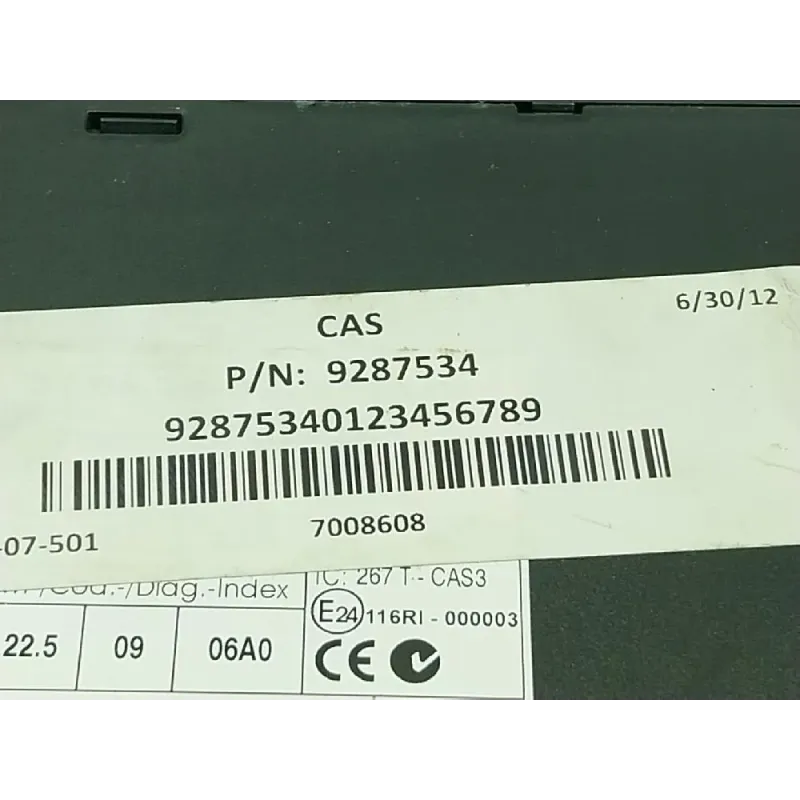 6/30/12
CAS
P/N: 9287534
92875340123456789
-07-501
7008608
/Cod.-/Diag.-Index
IC: 267 T - CAS3
E24 116RI - 000003
22.5 09 06A0
CE